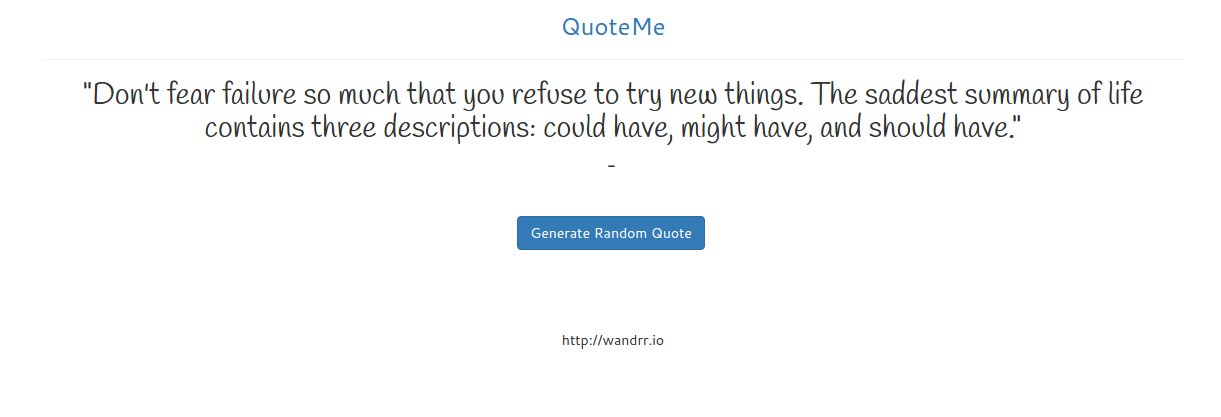 QuoteMe
"Don't fear failure so much that you refuse to try new things. The saddest summary of life
contains three descriptions: could have, might have, and should have."
-
Generate Random Quote
http://wandrr.io